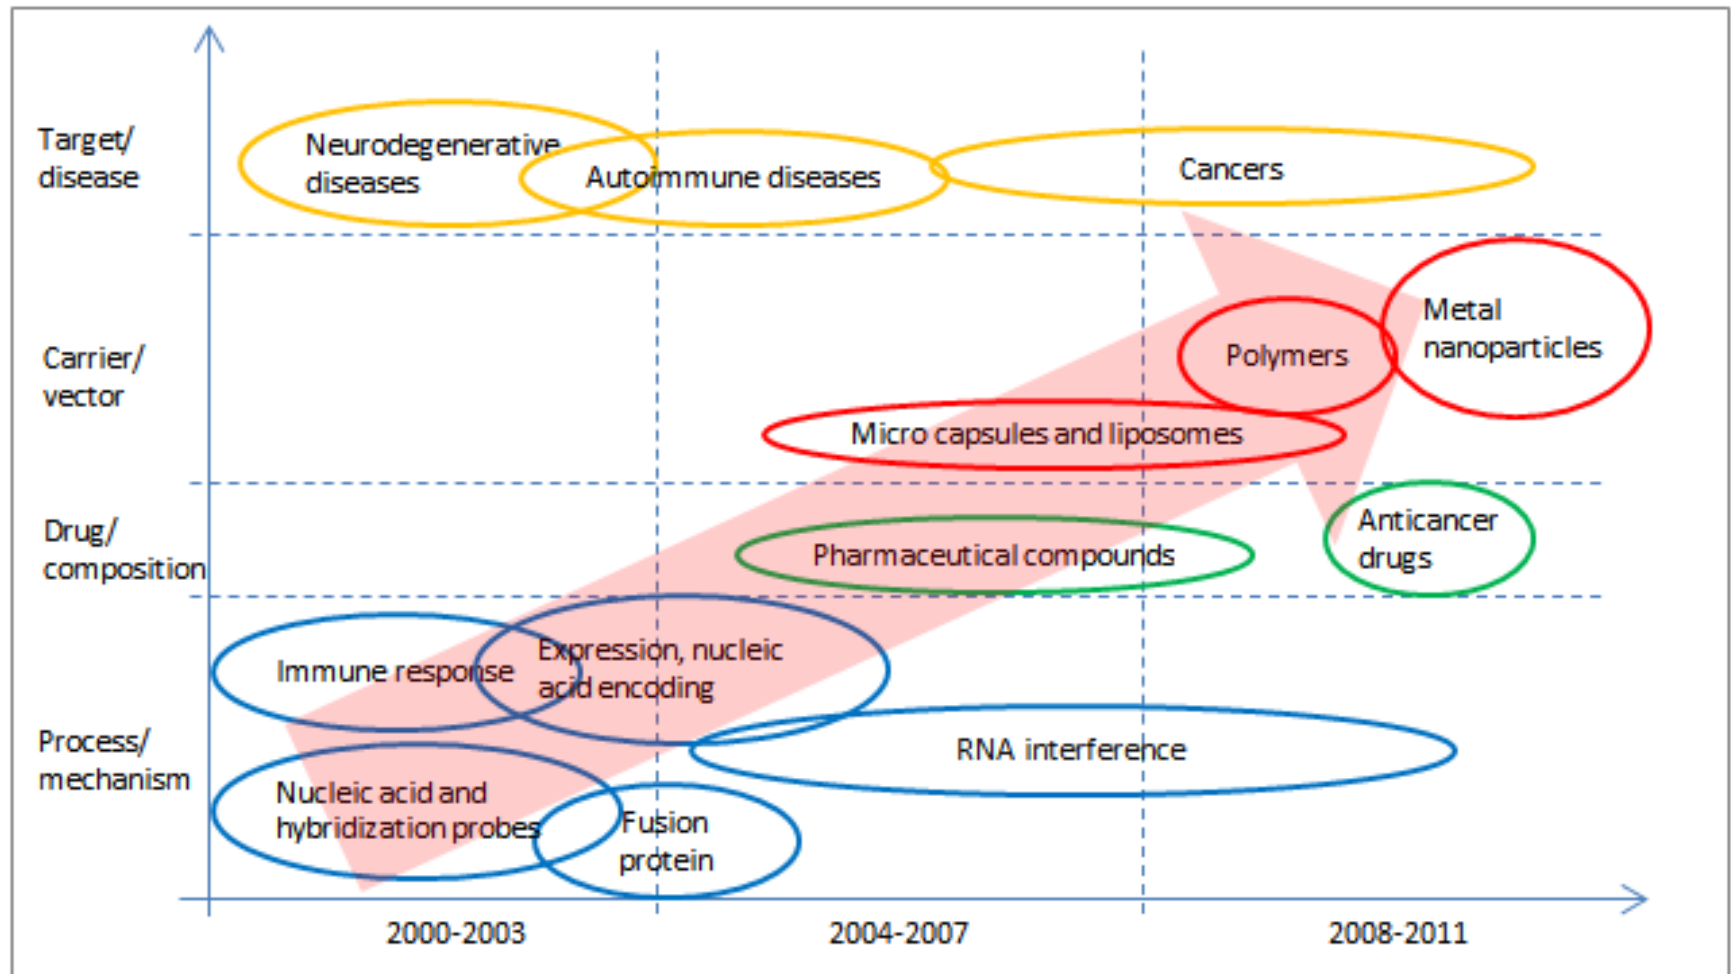 Target/
disease
Neurodegenerative
diseases
Autoimmune diseases
Cancers
Carrier/
vector
Metal
nanoparticles
Polymers
Micro capsules and liposomes
Drug/
composition
Anticancer
drugs
Pharmaceutical compounds
Process/
mechanism
Immune response
Expression, nucleic
acid encoding
RNA interference
Nucleic acid and
hybridization probes
Fusion
protein
2000-2003
2004-2007
2008-2011